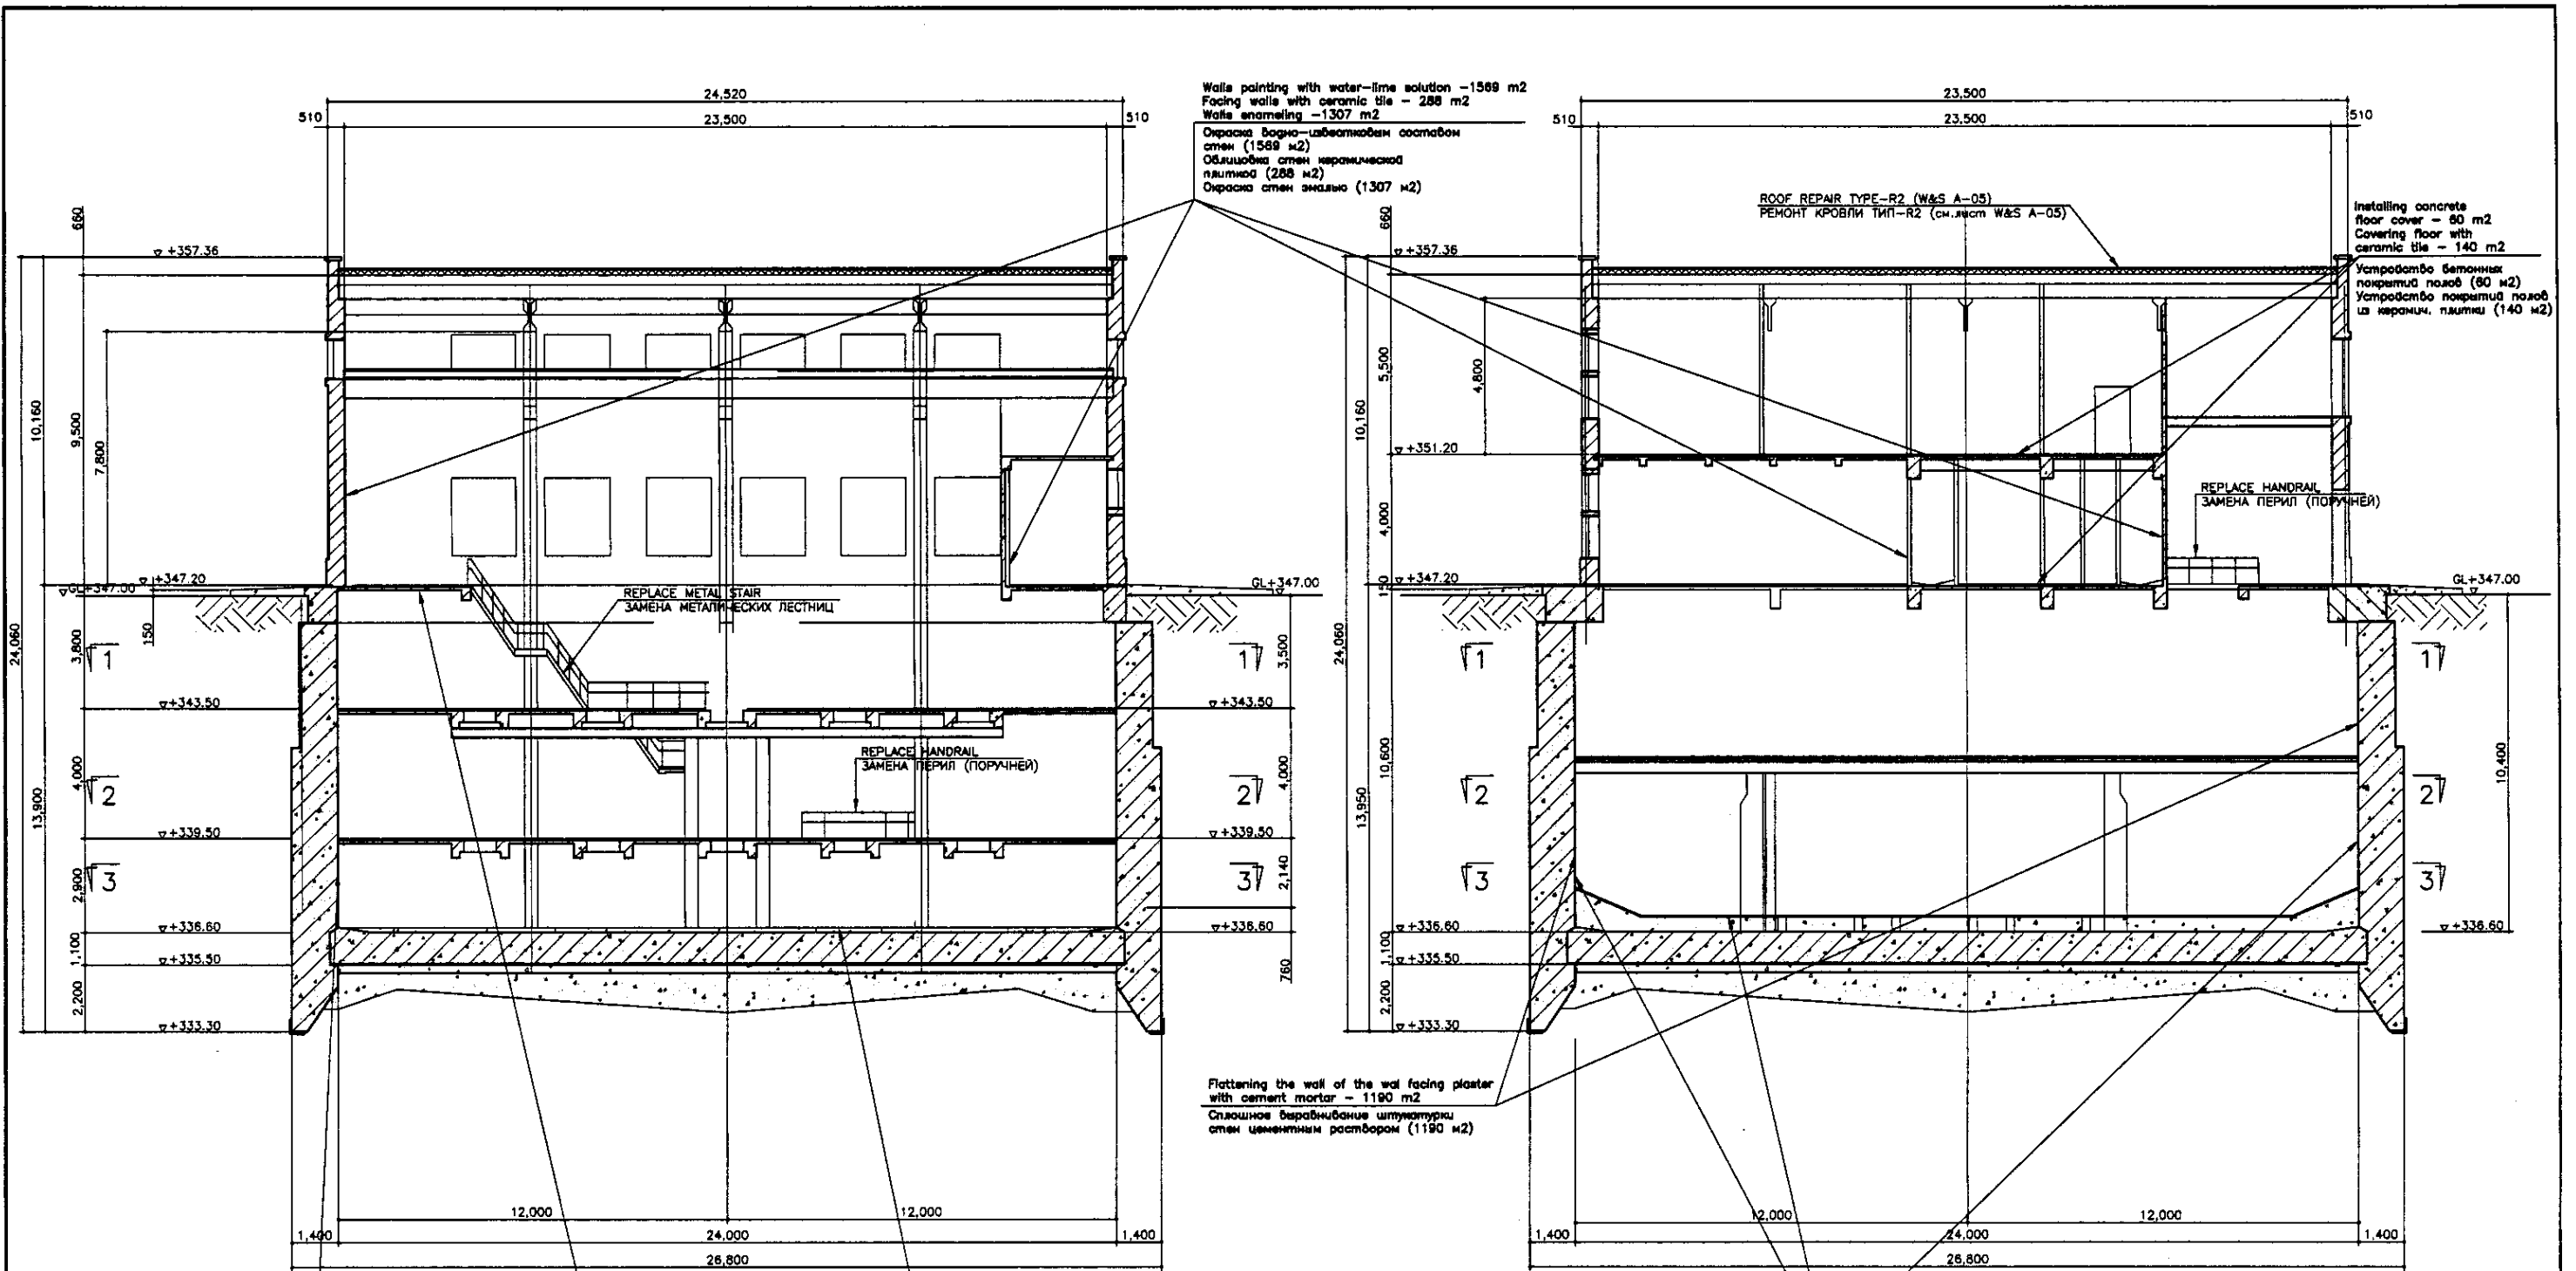 24,520
510
23,500
510
Walls painting with water-lime solution -1569 m2
Facing walls with ceramic tile - 288 m2
Walls enameling -1307 m2
Окраска водно-известковым составом
стен (1569 м2)
Облицовка стен керамической
плиткой (288 м2)
Окраска стен эмалью (1307 м2)
23,500
510
23,500
510
ROOF REPAIR TYPE-R2 (W&S A-05)
РЕМОНТ КРОВЛИ ТИП-R2 (см.лист W&S A-05)
Installing concrete
floor cover - 60 m2
Covering floor with
ceramic tile - 140 m2
Устройство бетонных
покрытий полов (60 м2)
Устройство покрытий полов
из керамич. плитки (140 м2)
660
+357.36
10,160
9,500
7,800
+347.20
GL+347.00
150
24,060
3,800
1
REPLACE METAL STAIR
ЗАМЕНА МЕТАЛИЧЕСКИХ ЛЕСТНИЦ
GL+347.00
1
3,500
+343.50
+343.50
4,000
2
13,900
REPLACE HANDRAIL
ЗАМЕНА ПЕРИЛ (ПОРУЧНЕЙ)
2
4,000
+339.50
+339.50
2,900
3
3
2,140
+336.60
+336.60
1,100
+335.50
760
2,200
+333.30
12,000
12,000
1,400
24,000
1,400
26,800
660
+357.36
5,500
4,800
10,160
+351.20
4,000
REPLACE HANDRAIL
ЗАМЕНА ПЕРИЛ (ПОРУЧНЕЙ)
150
+347.20
GL+347.00
24,060
1
1
10,600
10,400
2
2
13,950
3
3
+336.60
+336.60
1,100
+335.50
2,200
+333.30
Flattening the wall of the wal facing plaster
with cement mortar - 1190 m2
Сплошное выравнивание штукатурки
стен цементным раствором (1190 м2)
12,000
12,000
1,400
24,000
1,400
26,800